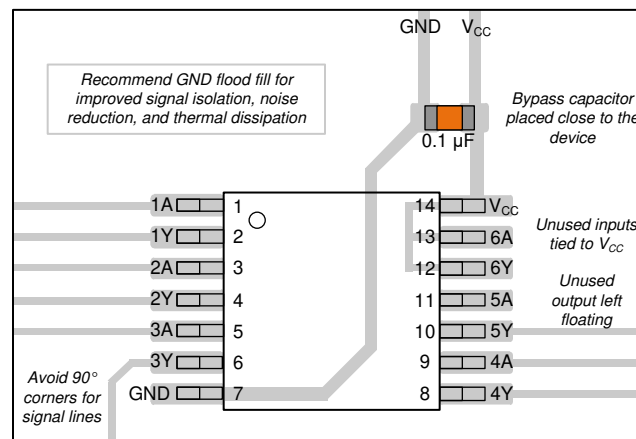 GND V_CC
Recommend GND flood fill for
improved signal isolation, noise
reduction, and thermal dissipation
Bypass capacitor
placed close to the
device
0.1 µF
1A 1 14 V_CC
1Y 2 13 6A
2A 3 12 6Y
2Y 4 11 5A
3A 5 10 5Y
3Y 6 9 4A
GND 7 8 4Y
Unused inputs
tied to V_CC
Unused
output left
floating
Avoid 90°
corners for
signal lines